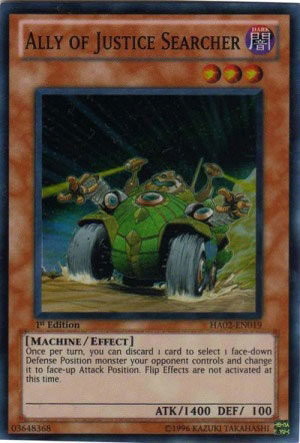 ALLY OF JUSTICE SEARCHER
DARK
闇
1st Edition
HA02-EN019
[MACHINE / EFFECT]
Once per turn, you can discard 1 card to select 1 face-down
Defense Position monster your opponent controls and change
it to face-up Attack Position. Flip Effects are not activated at
this time.
ATK/1400 DEF/ 100
03648368
©1996 KAZUKI TAKAHASHI